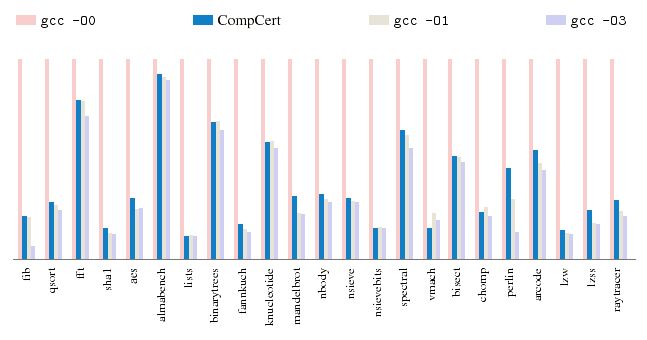 gcc -O0 CompCert gcc -O1 gcc -O3
fib qsort fft sha1 aes almabench lists binarytrees fannkuch knucleotide mandelbrot nbody nsieve nsievebits spectral vmach bisect chomp perlin arcode lzw lzss raytracer